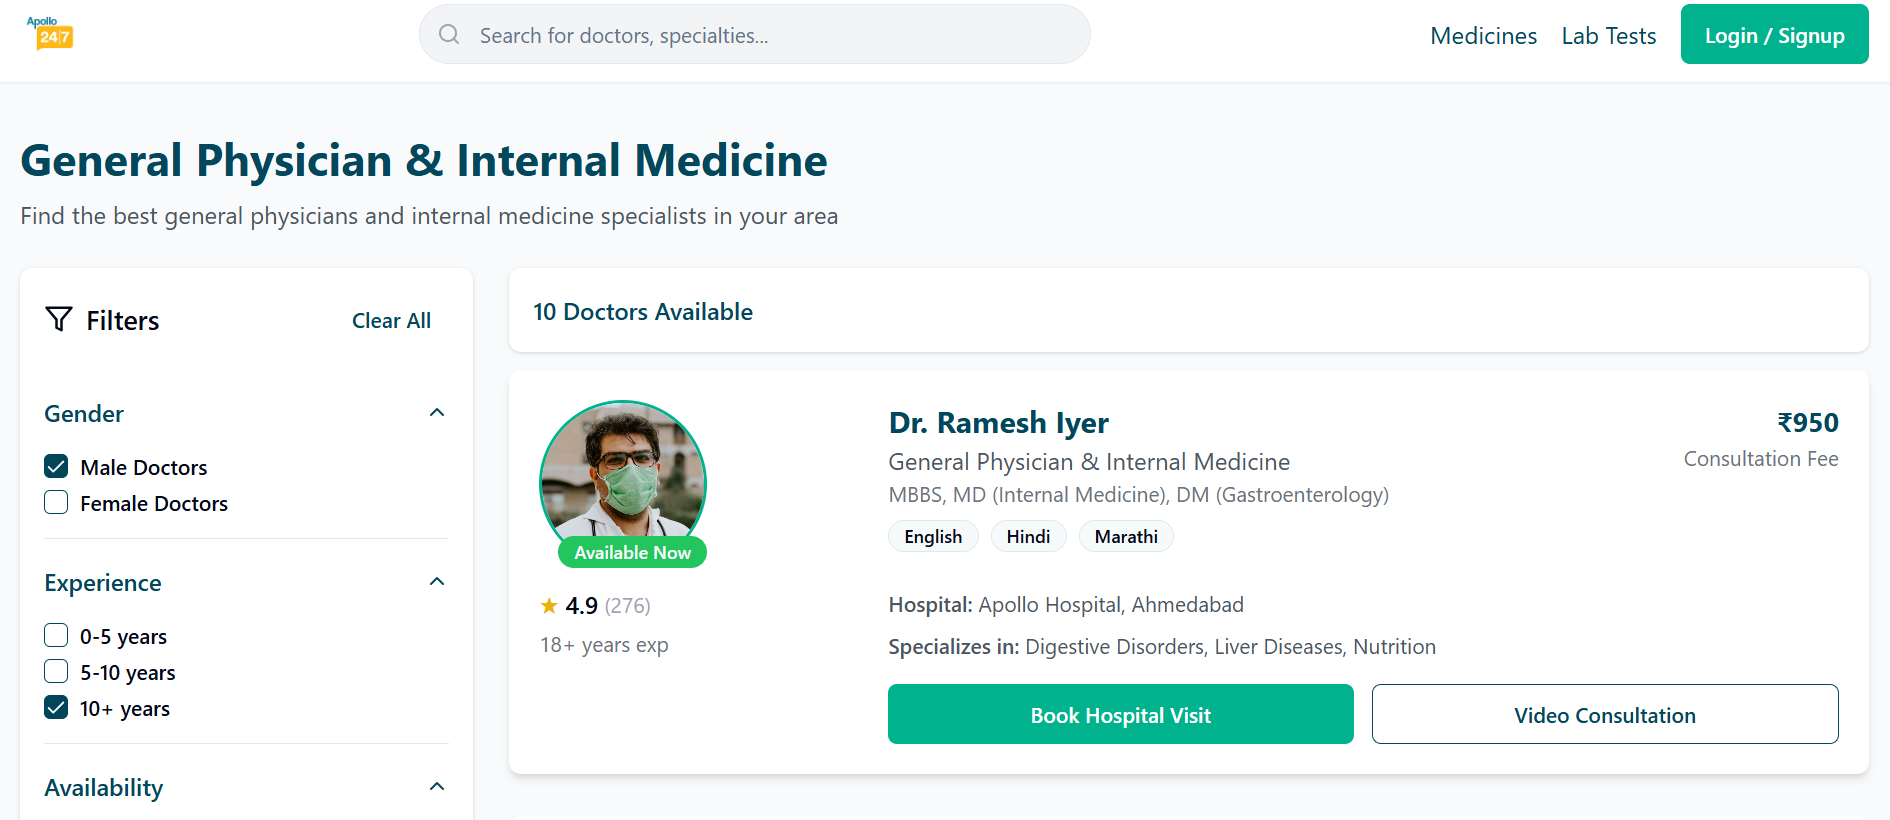 Apollo
24|7
Search for doctors, specialties...
Medicines
Lab Tests
Login / Signup
General Physician & Internal Medicine
Find the best general physicians and internal medicine specialists in your area
Filters
Clear All
Gender
Male Doctors
Female Doctors
Experience
0-5 years
5-10 years
10+ years
Availability
10 Doctors Available
Available Now
★ 4.9 (276)
18+ years exp
Dr. Ramesh Iyer
General Physician & Internal Medicine
MBBS, MD (Internal Medicine), DM (Gastroenterology)
English Hindi Marathi
₹950
Consultation Fee
Hospital: Apollo Hospital, Ahmedabad
Specializes in: Digestive Disorders, Liver Diseases, Nutrition
Book Hospital Visit
Video Consultation